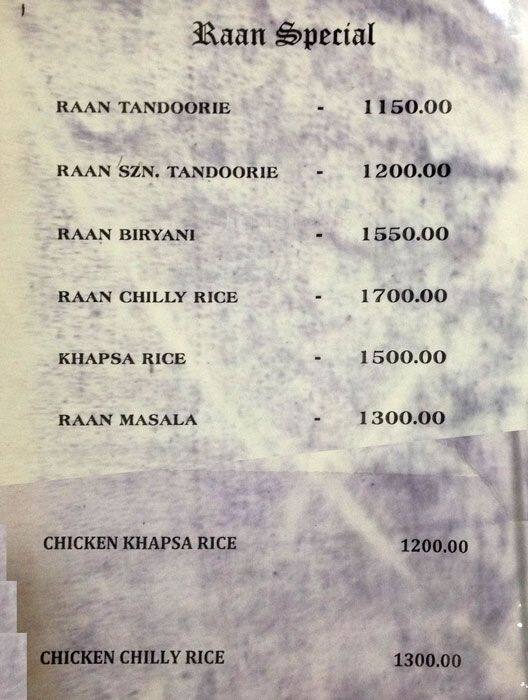 Raan Special
RAAN TANDOORIE - 1150.00
RAAN SZN. TANDOORIE - 1200.00
RAAN BIRYANI - 1550.00
RAAN CHILLY RICE - 1700.00
KHAPSA RICE - 1500.00
RAAN MASALA - 1300.00
CHICKEN KHAPSA RICE 1200.00
CHICKEN CHILLY RICE 1300.00